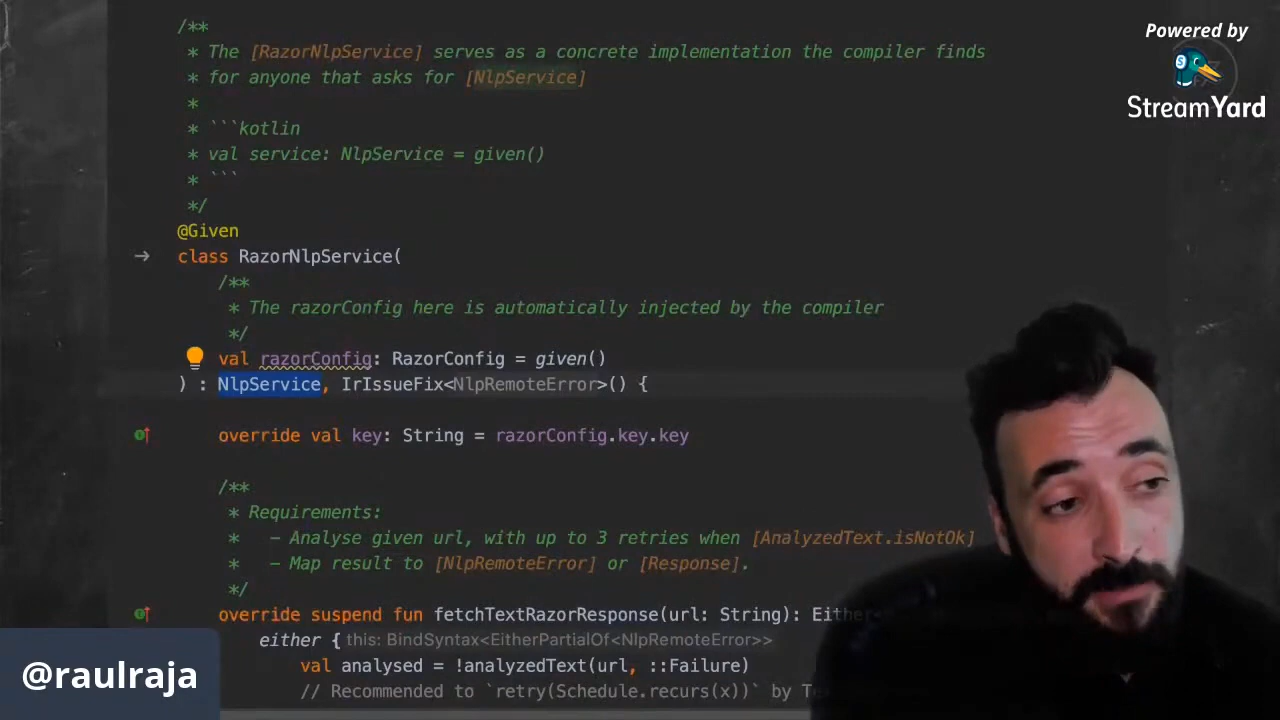 /**
* The [RazorNlpService] serves as a concrete implementation the compiler finds
* for anyone that asks for [NlpService]
*
* ```kotlin
* val service: NlpService = given()
* ```
*/
@Given
class RazorNlpService(
/**
* The razorConfig here is automatically injected by the compiler
*/
val razorConfig: RazorConfig = given()
) : NlpService, IrIssueFix<NlpRemoteError>() {
override val key: String = razorConfig.key.key
/**
* Requirements:
* – Analyse given url, with up to 3 retries when [AnalyzedText.isNotOk]
* – Map result to [NlpRemoteError] or [Response].
*/
override suspend fun fetchTextRazorResponse(url: String): Either<
either { this: BindSyntax<EitherPartialOf<NlpRemoteError>>
val analysed = !analyzedText(url, ::Failure)
// Recommended to `retry(Schedule.recurs(x))` by
Powered by
StreamYard
@raulraja